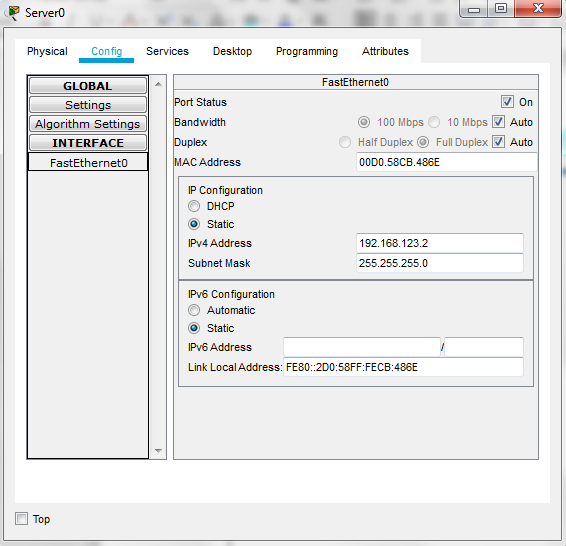 Server0
Physical Config Services Desktop Programming Attributes
GLOBAL
Settings
Algorithm Settings
INTERFACE
FastEthernet0
FastEthernet0
Port Status On
Bandwidth 100 Mbps 10 Mbps Auto
Duplex Half Duplex Full Duplex Auto
MAC Address 00D0.58CB.486E
IP Configuration
DHCP
Static
IPv4 Address 192.168.123.2
Subnet Mask 255.255.255.0
IPv6 Configuration
Automatic
Static
IPv6 Address /
Link Local Address: FE80::2D0:58FF:FECB:486E
Top